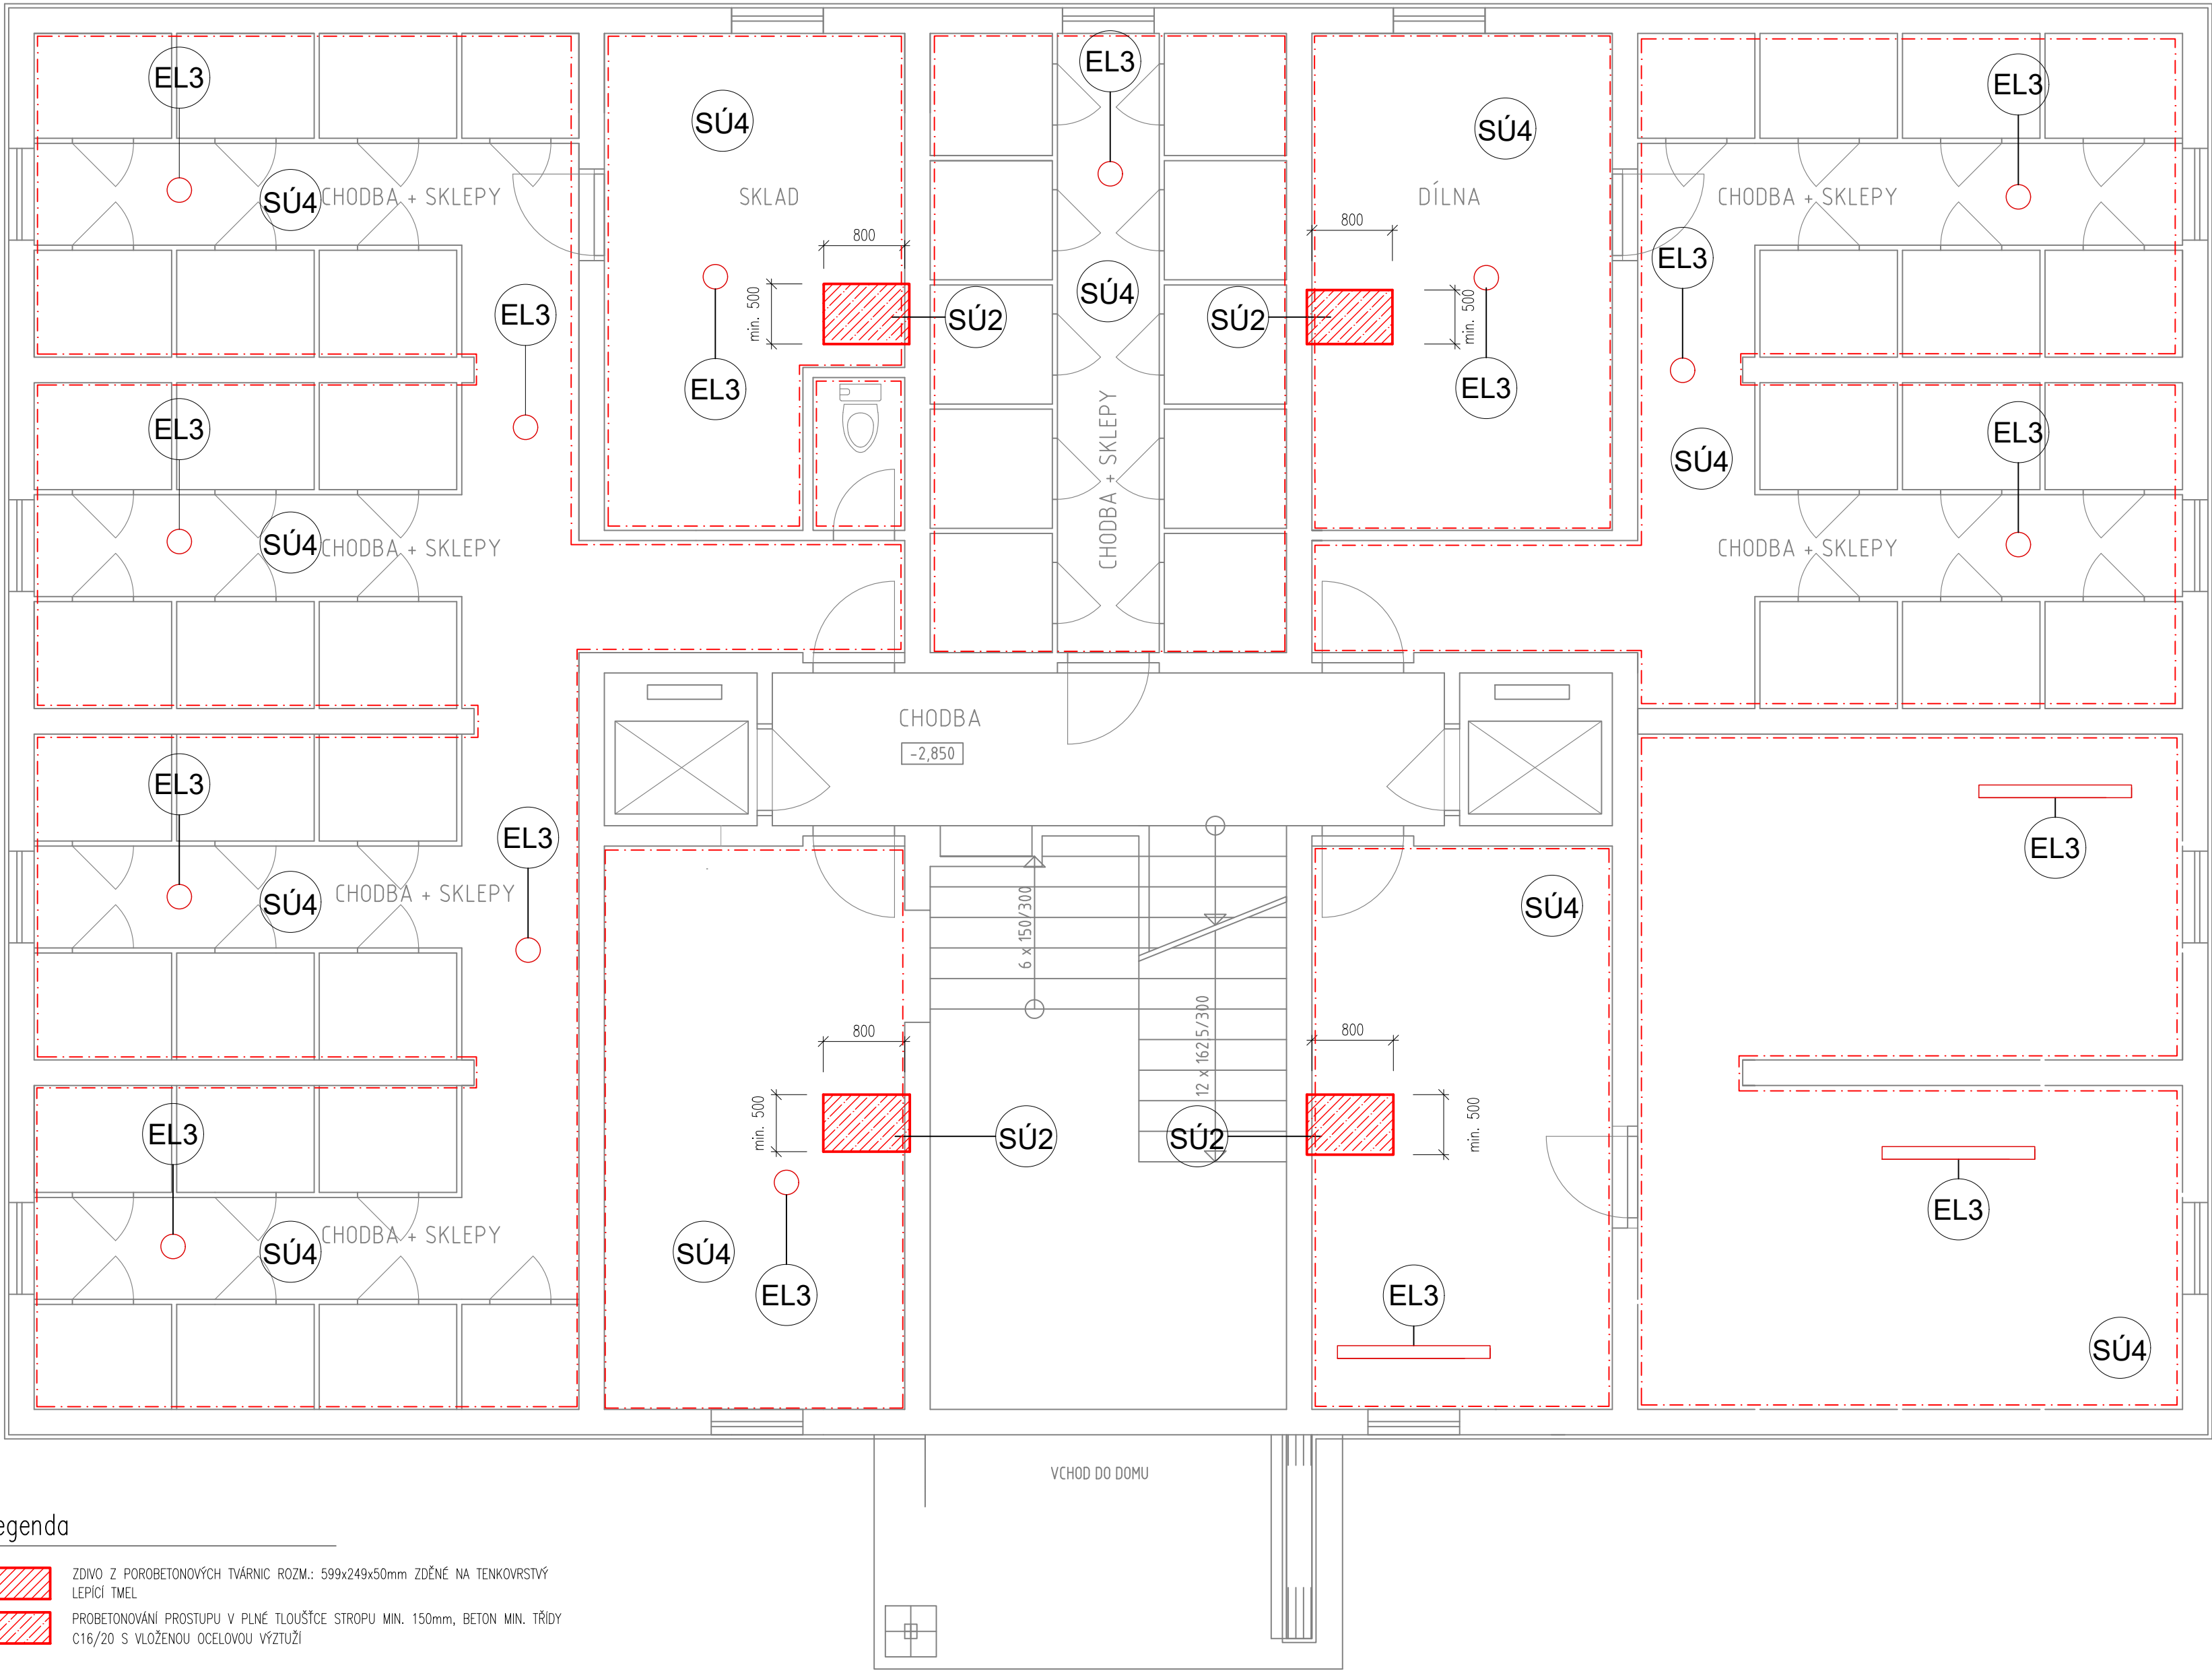 EL3
EL3
EL3
SÚ4
SÚ4
SÚ4
CHODBA + SKLEPY
SKLAD
DÍLNA
CHODBA + SKLEPY
800
800
EL3
EL3
SÚ4
min. 500
SÚ2
SÚ2
min. 500
EL3
EL3
EL3
EL3
SÚ4
CHODBA + SKLEPY
SÚ4
CHODBA + SKLEPY
CHODBA + SKLEPY
CHODBA
-2,850
EL3
EL3
EL3
SÚ4
CHODBA + SKLEPY
SÚ4
6 x 150/300
12 x 162,5/300
800
800
min. 500
min. 500
EL3
SÚ2
SÚ2
EL3
SÚ4
CHODBA + SKLEPY
SÚ4
EL3
EL3
SÚ4
VCHOD DO DOMU
egenda
ZDIVO Z POROBETONOVÝCH TVÁRNIC ROZM.: 599x249x50mm ZDĚNÉ NA TENKOVRSTVÝ
LEPÍCÍ TMEL
PROBETONOVÁNÍ PROSTUPU V PLNÉ TLOUŠŤCE STROPU MIN. 150mm, BETON MIN. TŘÍDY
C16/20 S VLOŽENOU OCELOVOU VÝZTUŽÍ